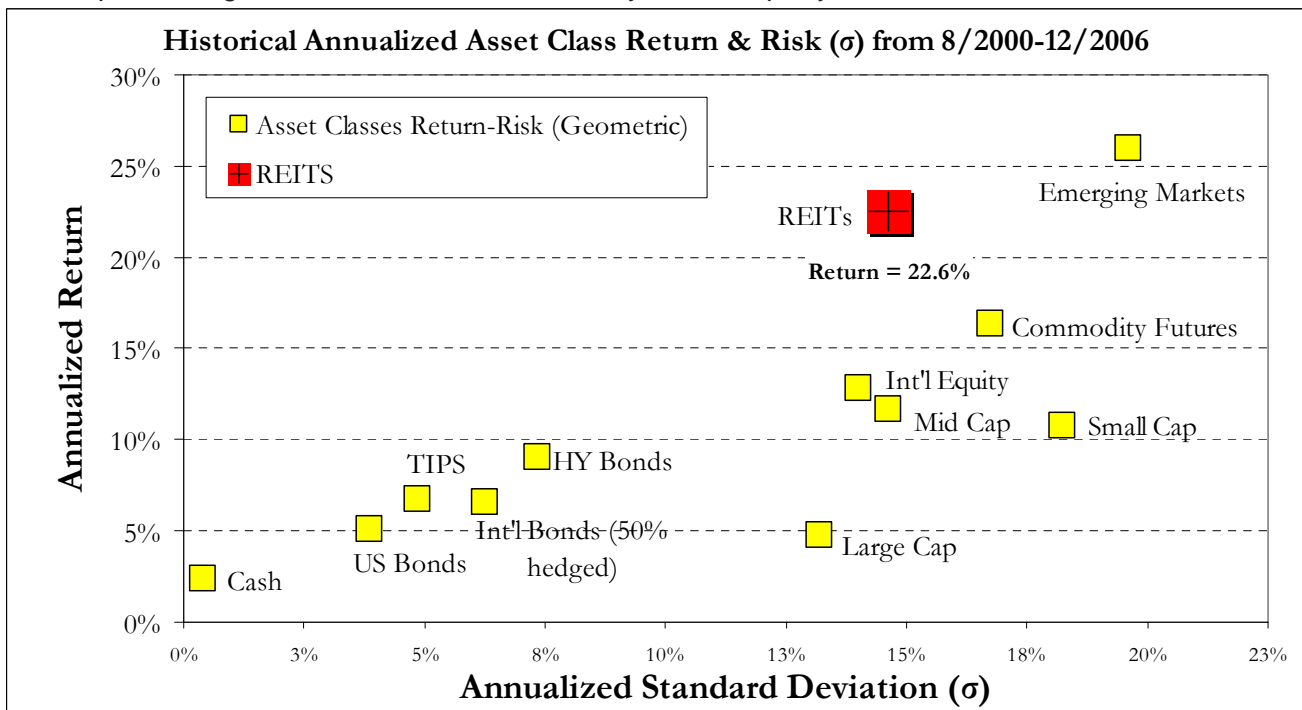 Historical Annualized Asset Class Return & Risk (σ) from 8/2000-12/2006
30%
25%
20%
15%
10%
5%
0%
Annualized Return
Asset Classes Return-Risk (Geometric)
REITS
Emerging Markets
REITs
Return = 22.6%
Commodity Futures
Int'l Equity
Mid Cap
Small Cap
TIPS
HY Bonds
Int'l Bonds (50%
hedged)
US Bonds
Large Cap
Cash
0% 3% 5% 8% 10% 13% 15% 18% 20% 23%
Annualized Standard Deviation (σ)